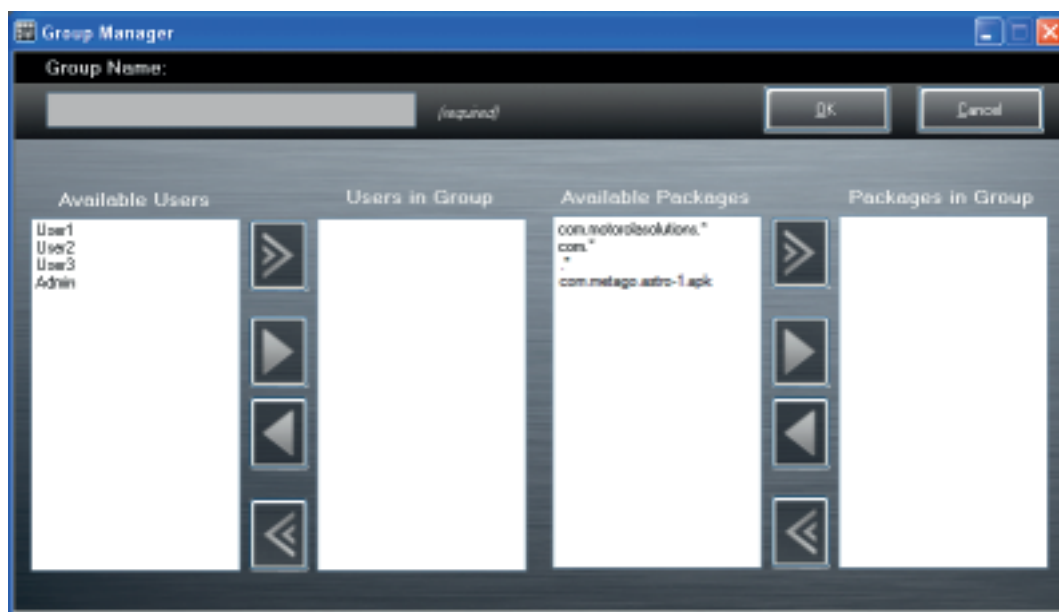 Group Manager
Group Name:
(required)
OK
Cancel
Available Users
Users in Group
Available Packages
Packages in Group
User1
User2
User3
Admin
com.motorolasolutions.*
com.*
.*
com.metago.astro-1.apk